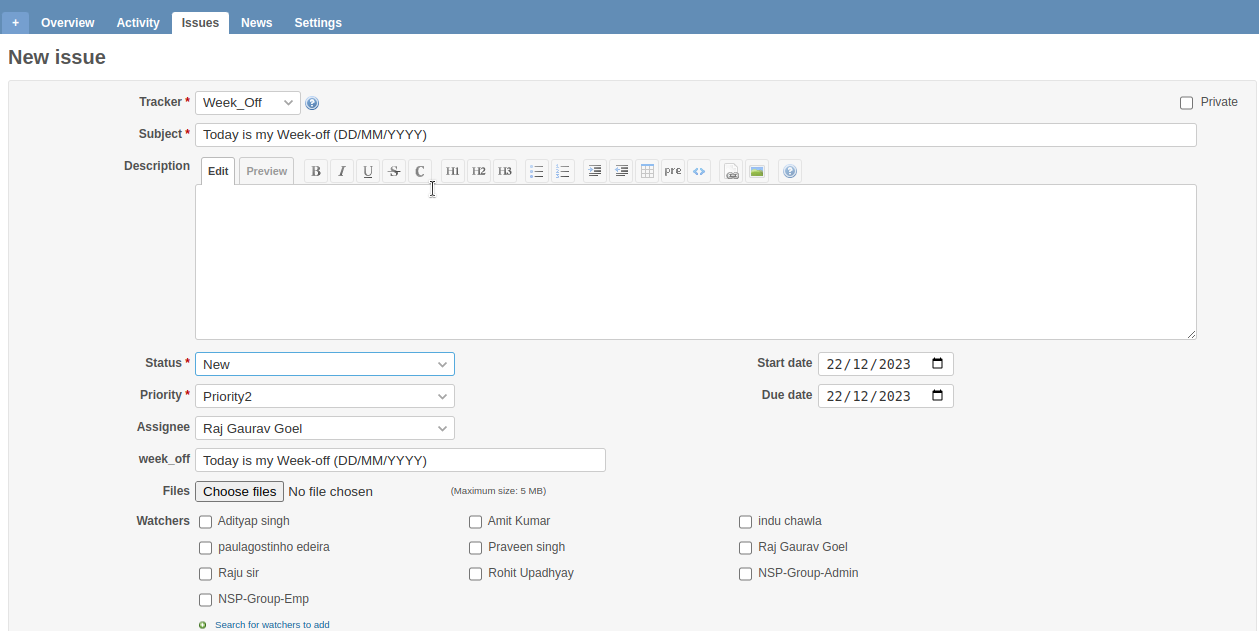 + Overview Activity Issues News Settings
New issue
Tracker * Week_Off ? Private
Subject * Today is my Week-off (DD/MM/YYYY)
Description Edit Preview B I U S C H1 H2 H3 pre <> ?
Status * New Start date 22/12/2023
Priority * Priority2 Due date 22/12/2023
Assignee Raj Gaurav Goel
week_off Today is my Week-off (DD/MM/YYYY)
Files Choose files No file chosen (Maximum size: 5 MB)
Watchers Adityap singh Amit Kumar indu chawla
paulagostinho edeira Praveen singh Raj Gaurav Goel
Raju sir Rohit Upadhyay NSP-Group-Admin
NSP-Group-Emp
Search for watchers to add